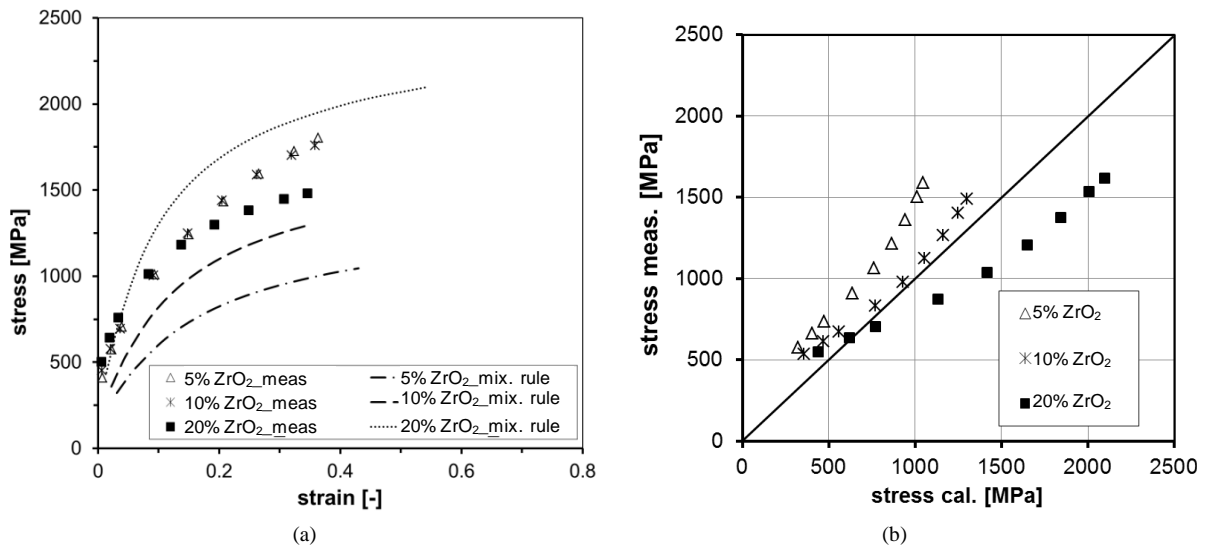 2500
2000
1500
1000
500
0
stress [MPa]
5% ZrO₂_meas
10% ZrO₂_meas
20% ZrO₂_meas
5% ZrO₂_mix. rule
10% ZrO₂_mix. rule
20% ZrO₂_mix. rule
0 0.2 0.4 0.6 0.8
strain [-]
(a)
2500
2000
1500
1000
500
0
stress meas. [MPa]
5% ZrO₂
10% ZrO₂
20% ZrO₂
0 500 1000 1500 2000 2500
stress cal. [MPa]
(b)